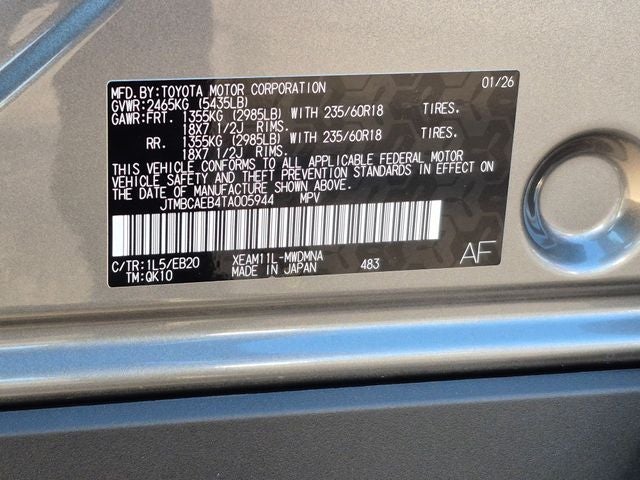 MFD.BY:TOYOTA MOTOR CORPORATION 01/26
GVWR:2465KG (5435LB)
GAWR:FRT. 1355KG (2985LB) WITH 235/60R18 TIRES.
18X7 1/2J RIMS.
RR. 1355KG (2985LB) WITH 235/60R18 TIRES.
18X7 1/2J RIMS.
THIS VEHICLE CONFORMS TO ALL APPLICABLE FEDERAL MOTOR
VEHICLE SAFETY AND THEFT PREVENTION STANDARDS IN EFFECT ON
THE DATE OF MANUFACTURE SHOWN ABOVE.
JTMBCAEB4TA005944 MPV
C/TR:1L5/EB20 XEAM11L-MWDMNA
TM:QK10 MADE IN JAPAN 483 AF